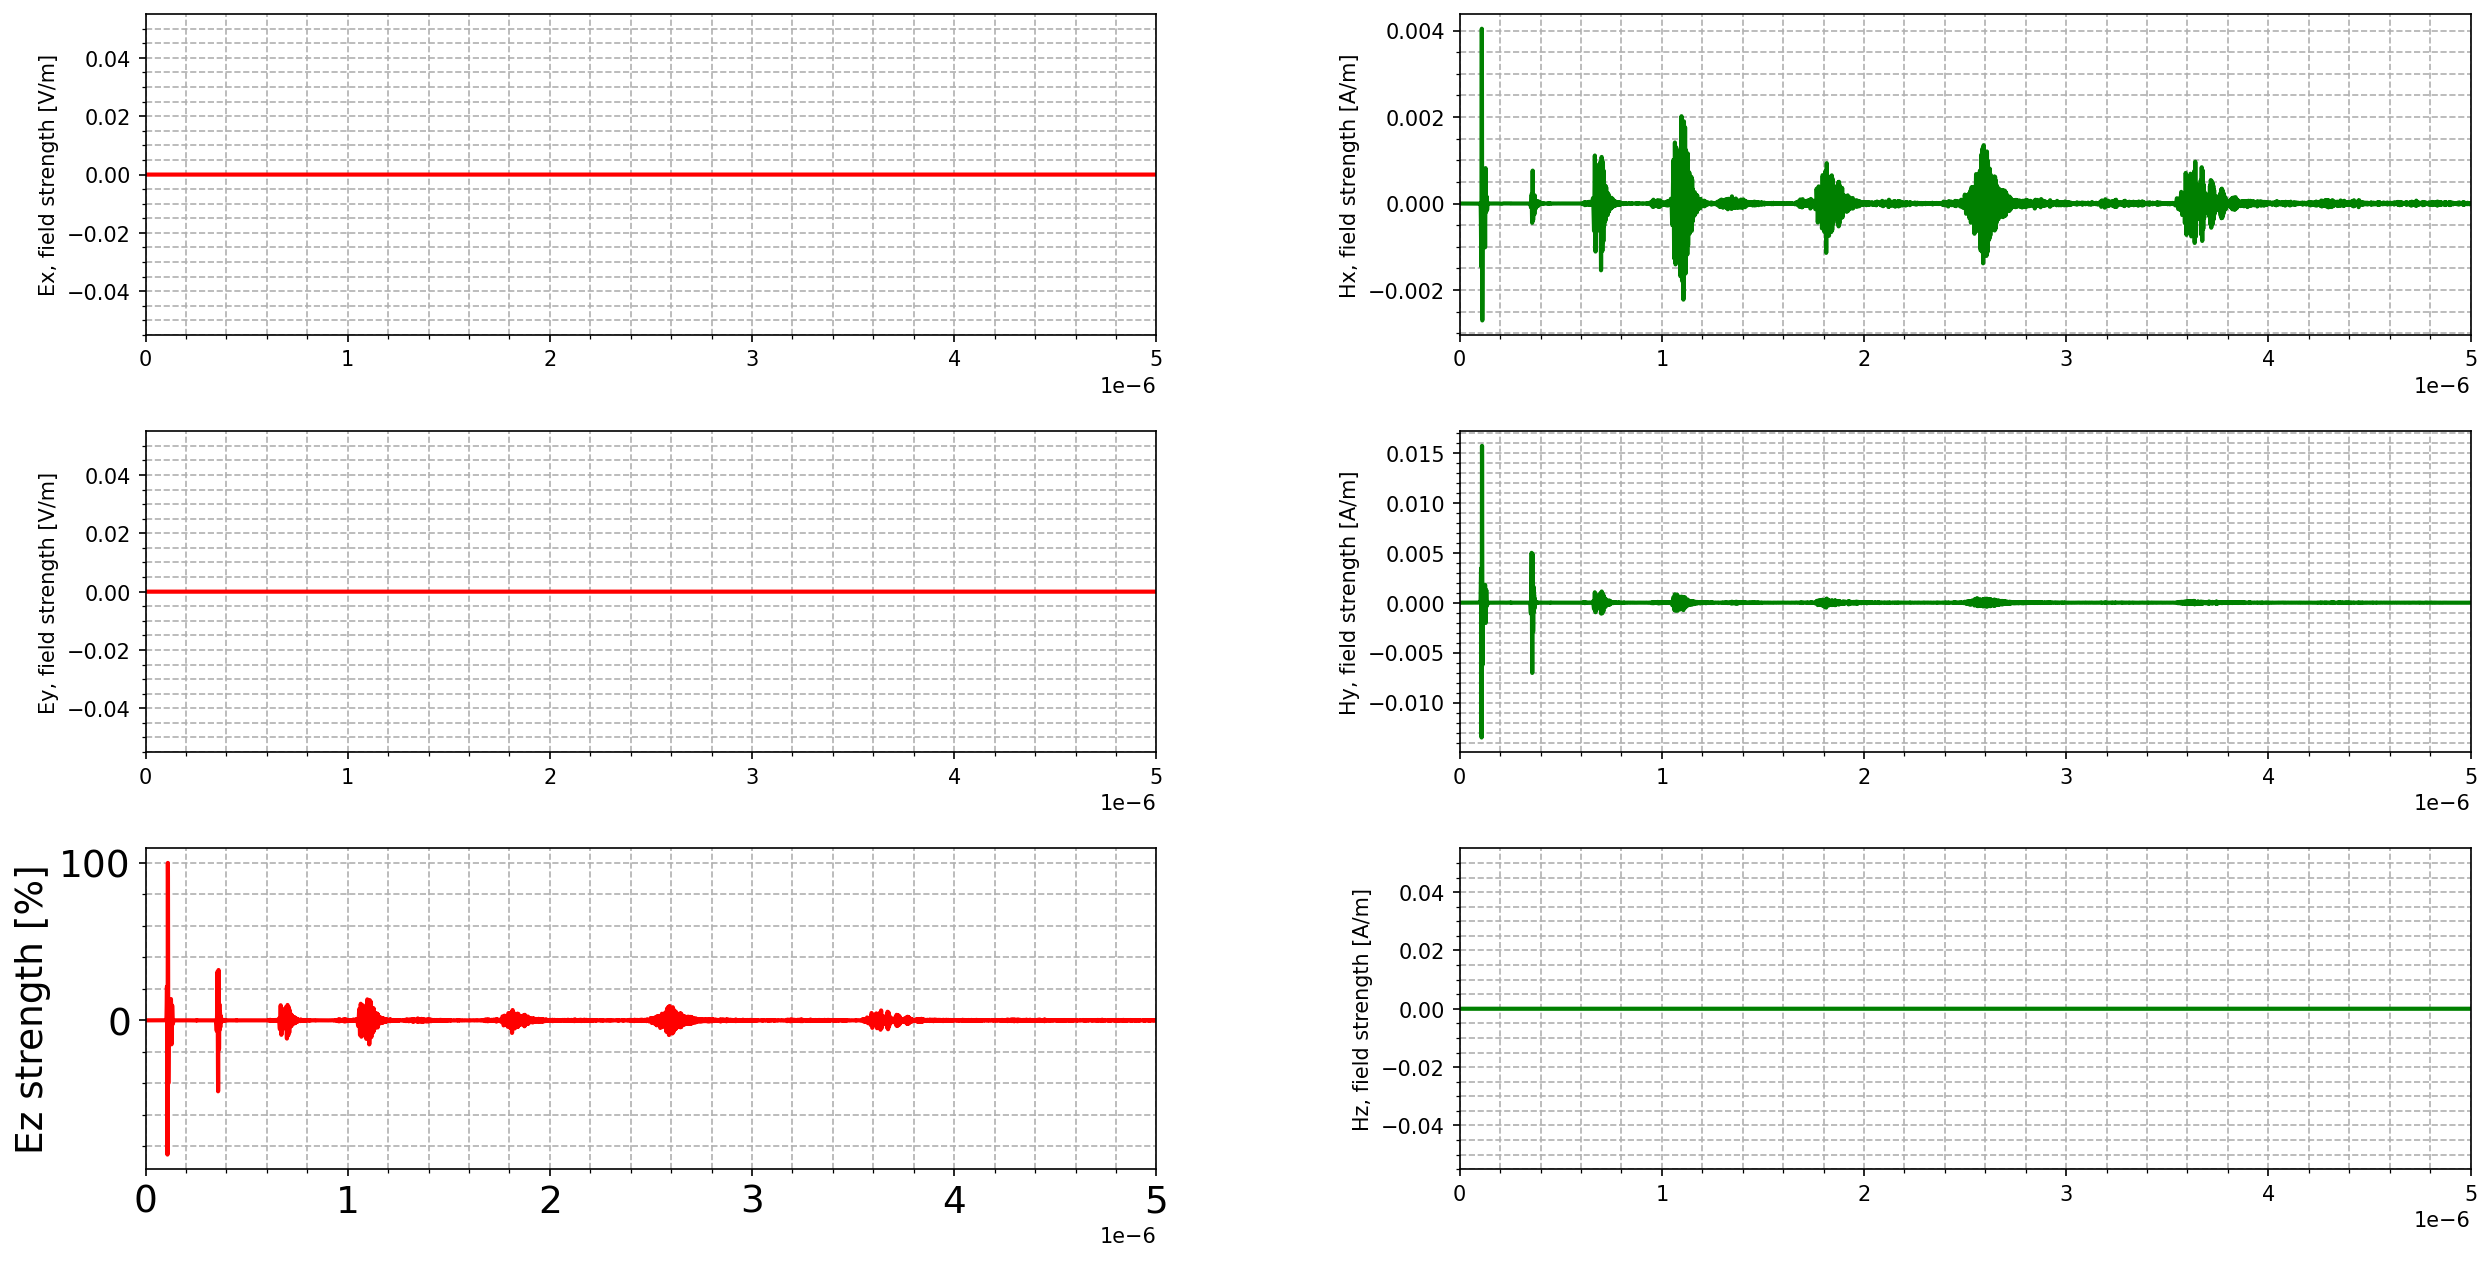 Ex, field strength [V/m]
0.04
0.02
0.00
−0.02
−0.04
0 1 2 3 4 5
1e−6
Hx, field strength [A/m]
0.004
0.002
0.000
−0.002
0 1 2 3 4 5
1e−6
Ey, field strength [V/m]
0.04
0.02
0.00
−0.02
−0.04
0 1 2 3 4 5
1e−6
Hy, field strength [A/m]
0.015
0.010
0.005
0.000
−0.005
−0.010
0 1 2 3 4 5
1e−6
Ez strength [%]
100
0
0 1 2 3 4 5
1e−6
Hz, field strength [A/m]
0.04
0.02
0.00
−0.02
−0.04
0 1 2 3 4 5
1e−6